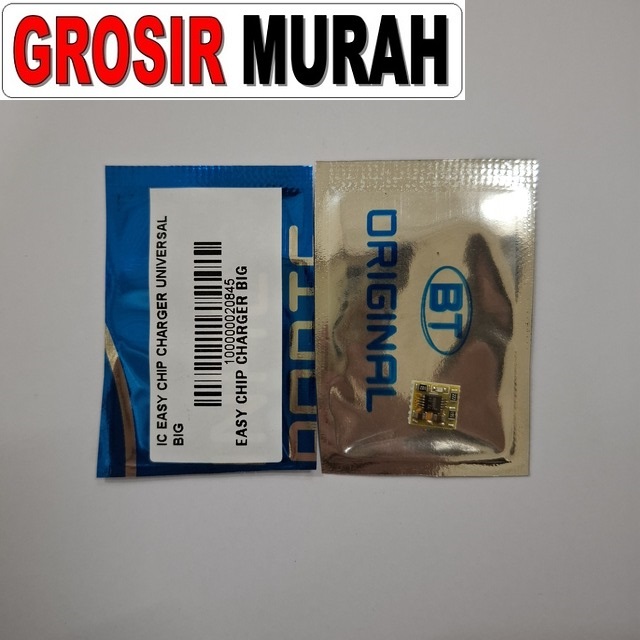 GROSIR MURAH
IC EASY CHIP CHARGER UNIVERSAL
BIG
100000020845
EASY CHIP CHARGER BIG
ORIGINAL
BT